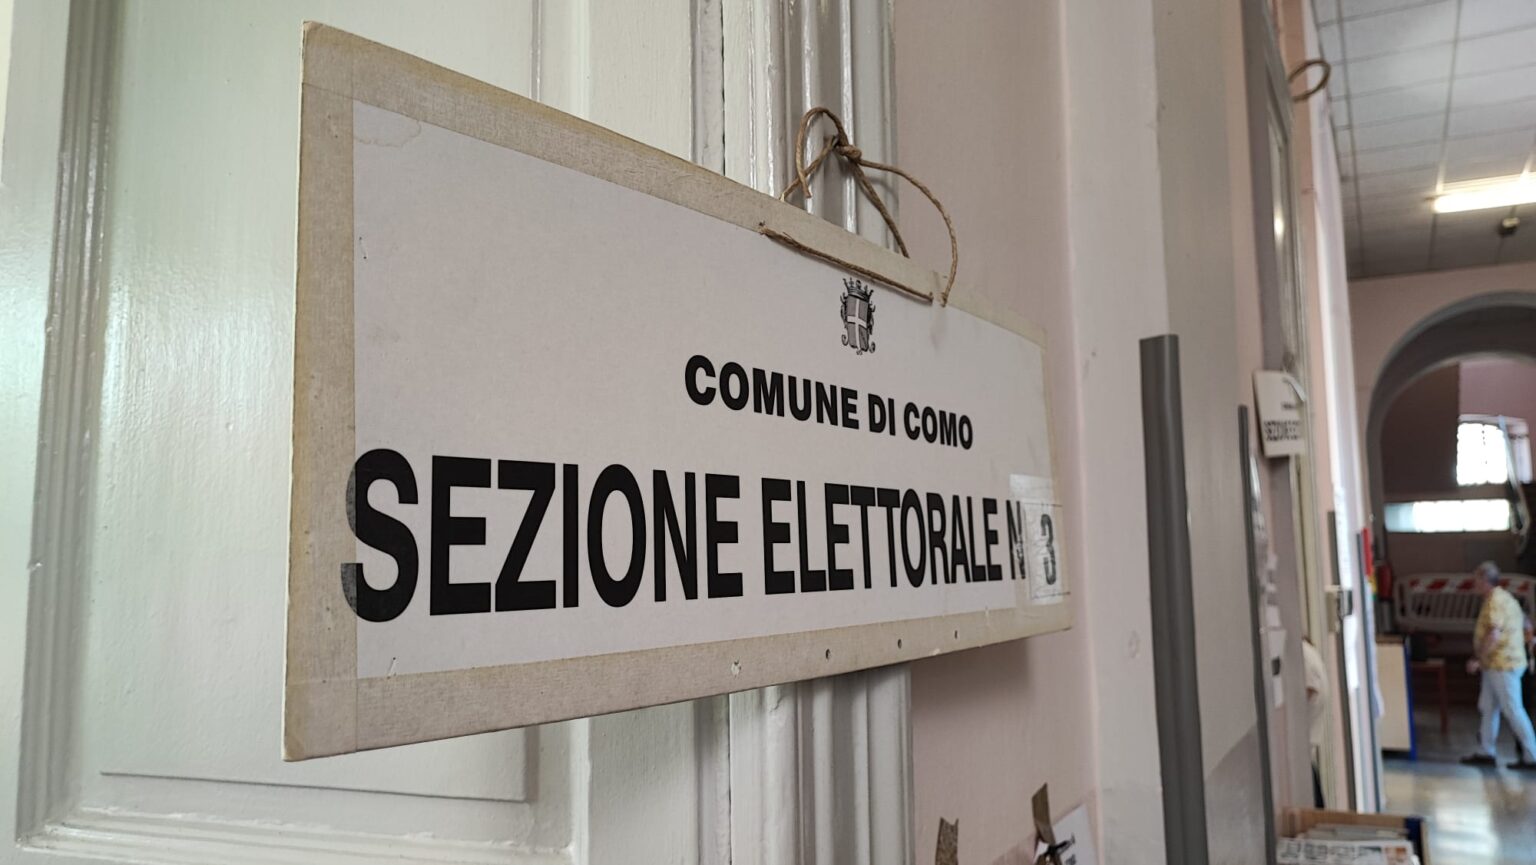 COMUNE DI COMO
SEZIONE ELETTORALE N 3